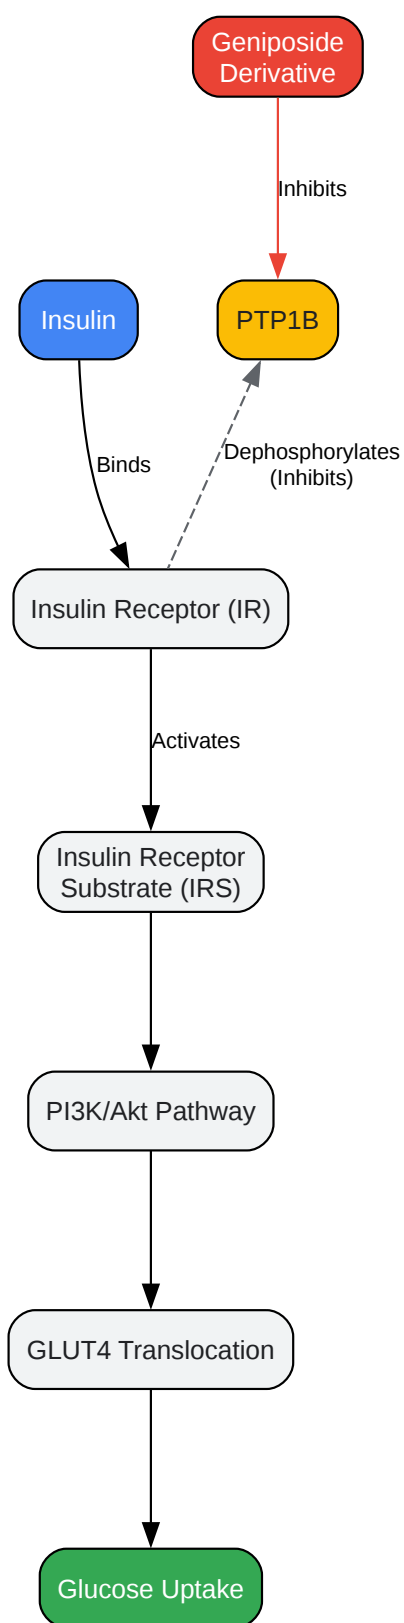 Geniposide
Derivative
Inhibits
Insulin
PTP1B
Binds
Dephosphorylates
(Inhibits)
Insulin Receptor (IR)
Activates
Insulin Receptor
Substrate (IRS)
PI3K/Akt Pathway
GLUT4 Translocation
Glucose Uptake